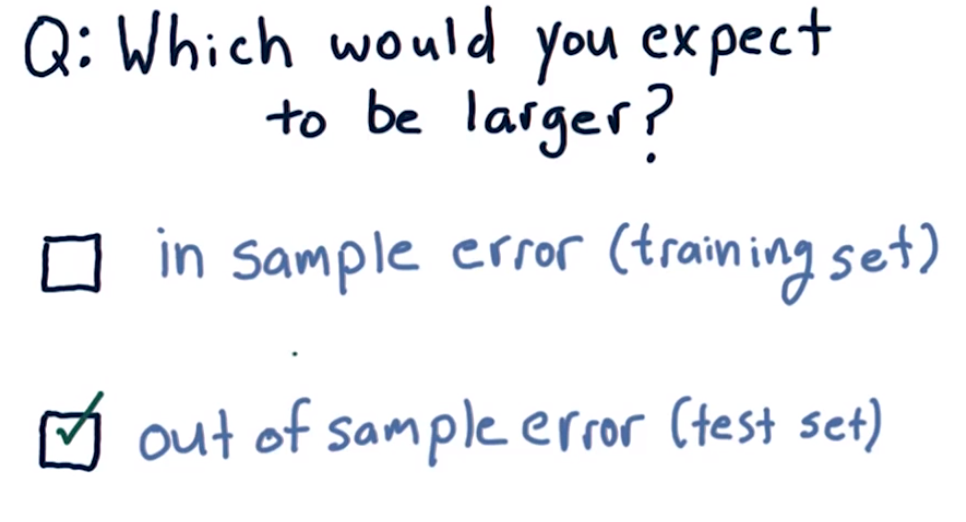 Q: Which would you expect
to be larger?
in sample error (training set)
out of sample error (test set)